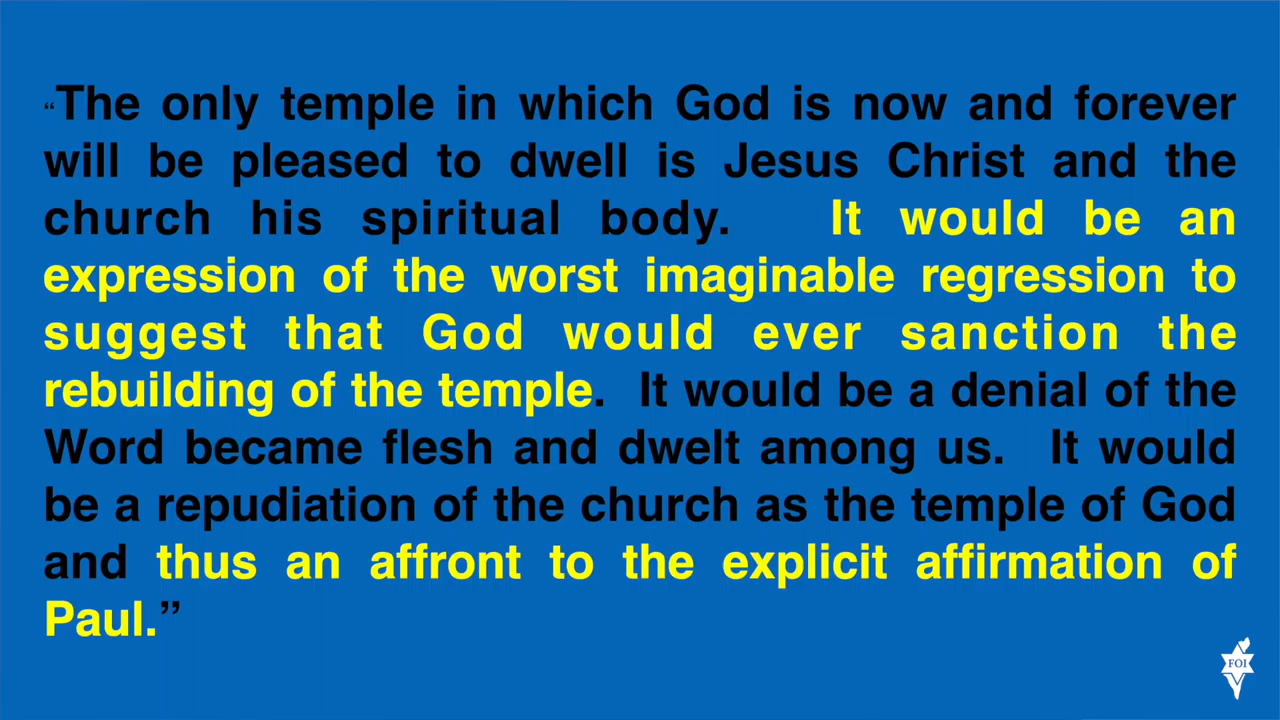 “The only temple in which God is now and forever
will be pleased to dwell is Jesus Christ and the
church his spiritual body. It would be an
expression of the worst imaginable regression to
suggest that God would ever sanction the
rebuilding of the temple. It would be a denial of the
Word became flesh and dwelt among us. It would
be a repudiation of the church as the temple of God
and thus an affront to the explicit affirmation of
Paul.”
FOI